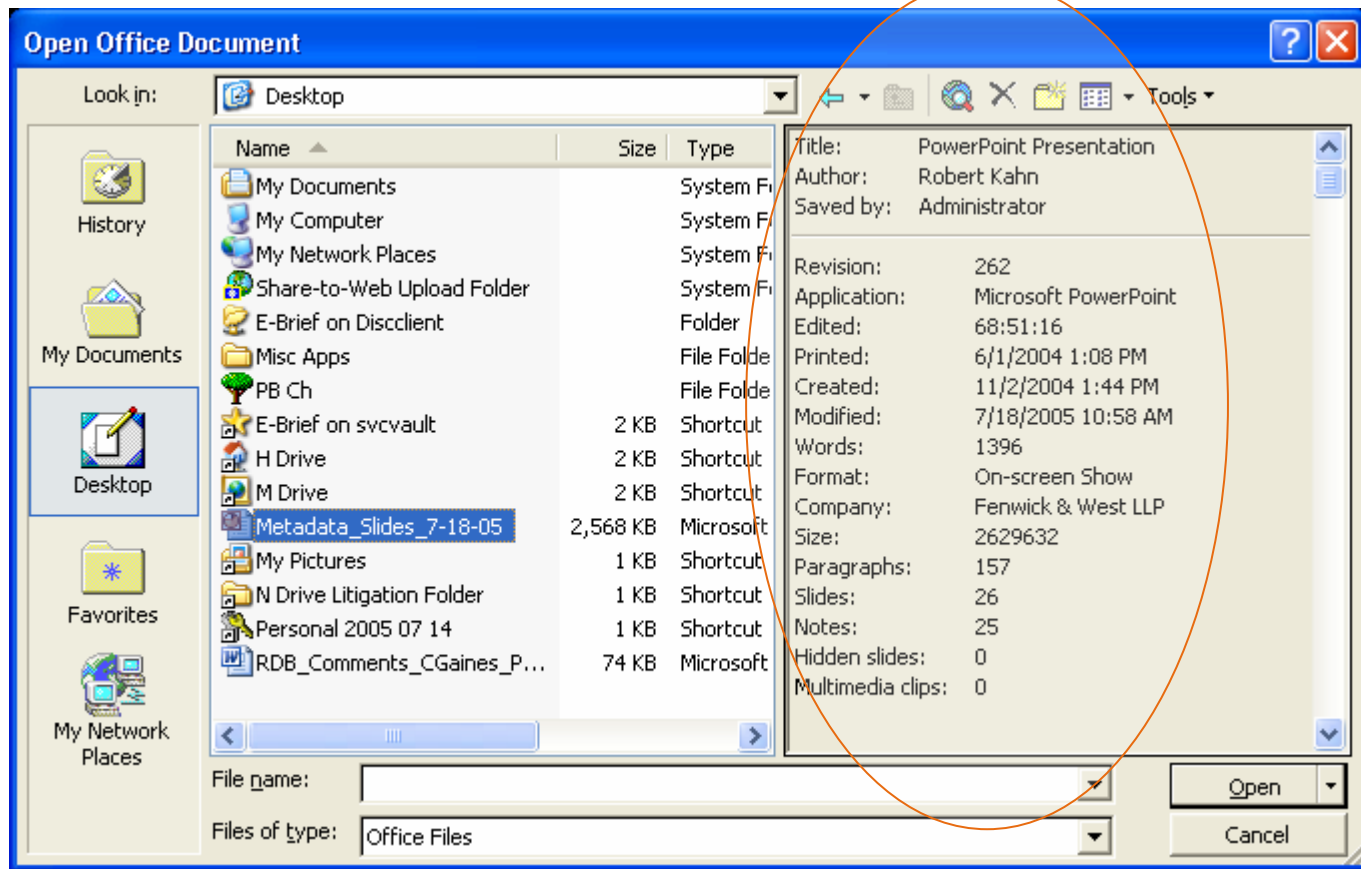 Open Office Document
Look in:
Desktop
Tools
History
My Documents
Desktop
Favorites
My Network
Places
Name Size Type
My Documents System F
My Computer System F
My Network Places System F
Share-to-Web Upload Folder System F
E-Brief on Discclient Folder
Misc Apps File Folde
PB Ch File Folde
E-Brief on svcvault 2 KB Shortcut
H Drive 2 KB Shortcut
M Drive 2 KB Shortcut
Metadata_Slides_7-18-05 2,568 KB Microsoft
My Pictures 1 KB Shortcut
N Drive Litigation Folder 1 KB Shortcut
Personal 2005 07 14 1 KB Shortcut
RDB_Comments_CGaines_P... 74 KB Microsoft
Title: PowerPoint Presentation
Author: Robert Kahn
Saved by: Administrator
Revision: 262
Application: Microsoft PowerPoint
Edited: 68:51:16
Printed: 6/1/2004 1:08 PM
Created: 11/2/2004 1:44 PM
Modified: 7/18/2005 10:58 AM
Words: 1396
Format: On-screen Show
Company: Fenwick & West LLP
Size: 2629632
Paragraphs: 157
Slides: 26
Notes: 25
Hidden slides: 0
Multimedia clips: 0
File name:
Open
Files of type: Office Files
Cancel